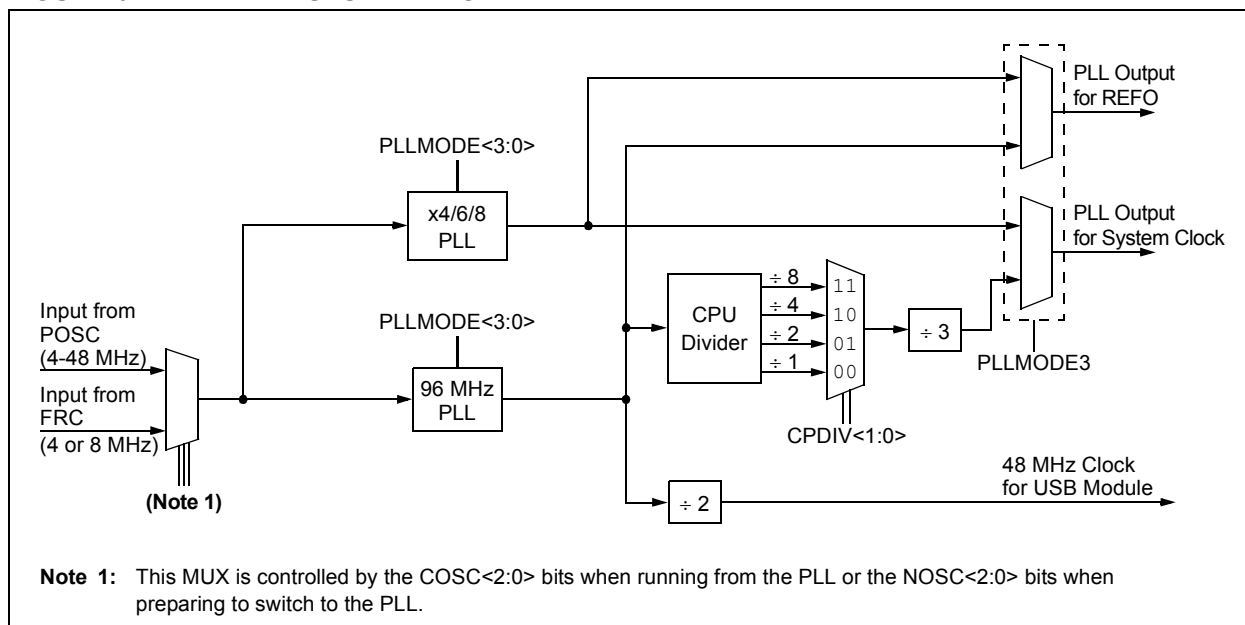 PLL Output
for REFO
PLLMODE<3:0>
x4/6/8
PLL
PLL Output
for System Clock
Input from
POSC
(4-48 MHz)
Input from
FRC
(4 or 8 MHz)
(Note 1)
PLLMODE<3:0>
96 MHz
PLL
CPU
Divider
÷ 8
÷ 4
÷ 2
÷ 1
11
10
01
00
CPDIV<1:0>
÷ 3
PLLMODE3
÷ 2
48 MHz Clock
for USB Module
Note 1: This MUX is controlled by the COSC<2:0> bits when running from the PLL or the NOSC<2:0> bits when
preparing to switch to the PLL.